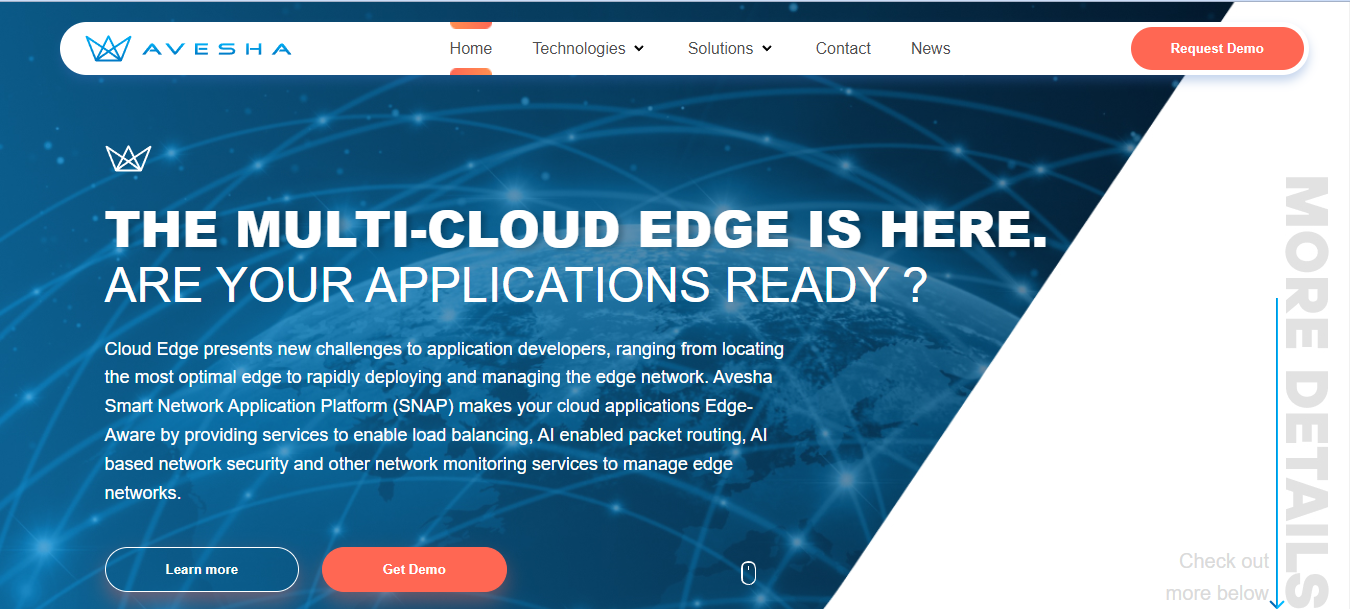 AVESHA
Home
Technologies
Solutions
Contact
News
Request Demo
THE MULTI-CLOUD EDGE IS HERE.
ARE YOUR APPLICATIONS READY ?
Cloud Edge presents new challenges to application developers, ranging from locating
the most optimal edge to rapidly deploying and managing the edge network. Avesha
Smart Network Application Platform (SNAP) makes your cloud applications Edge-
Aware by providing services to enable load balancing, AI enabled packet routing, AI
based network security and other network monitoring services to manage edge
networks.
Learn more
Get Demo
MORE DETAILS
Check out
more below